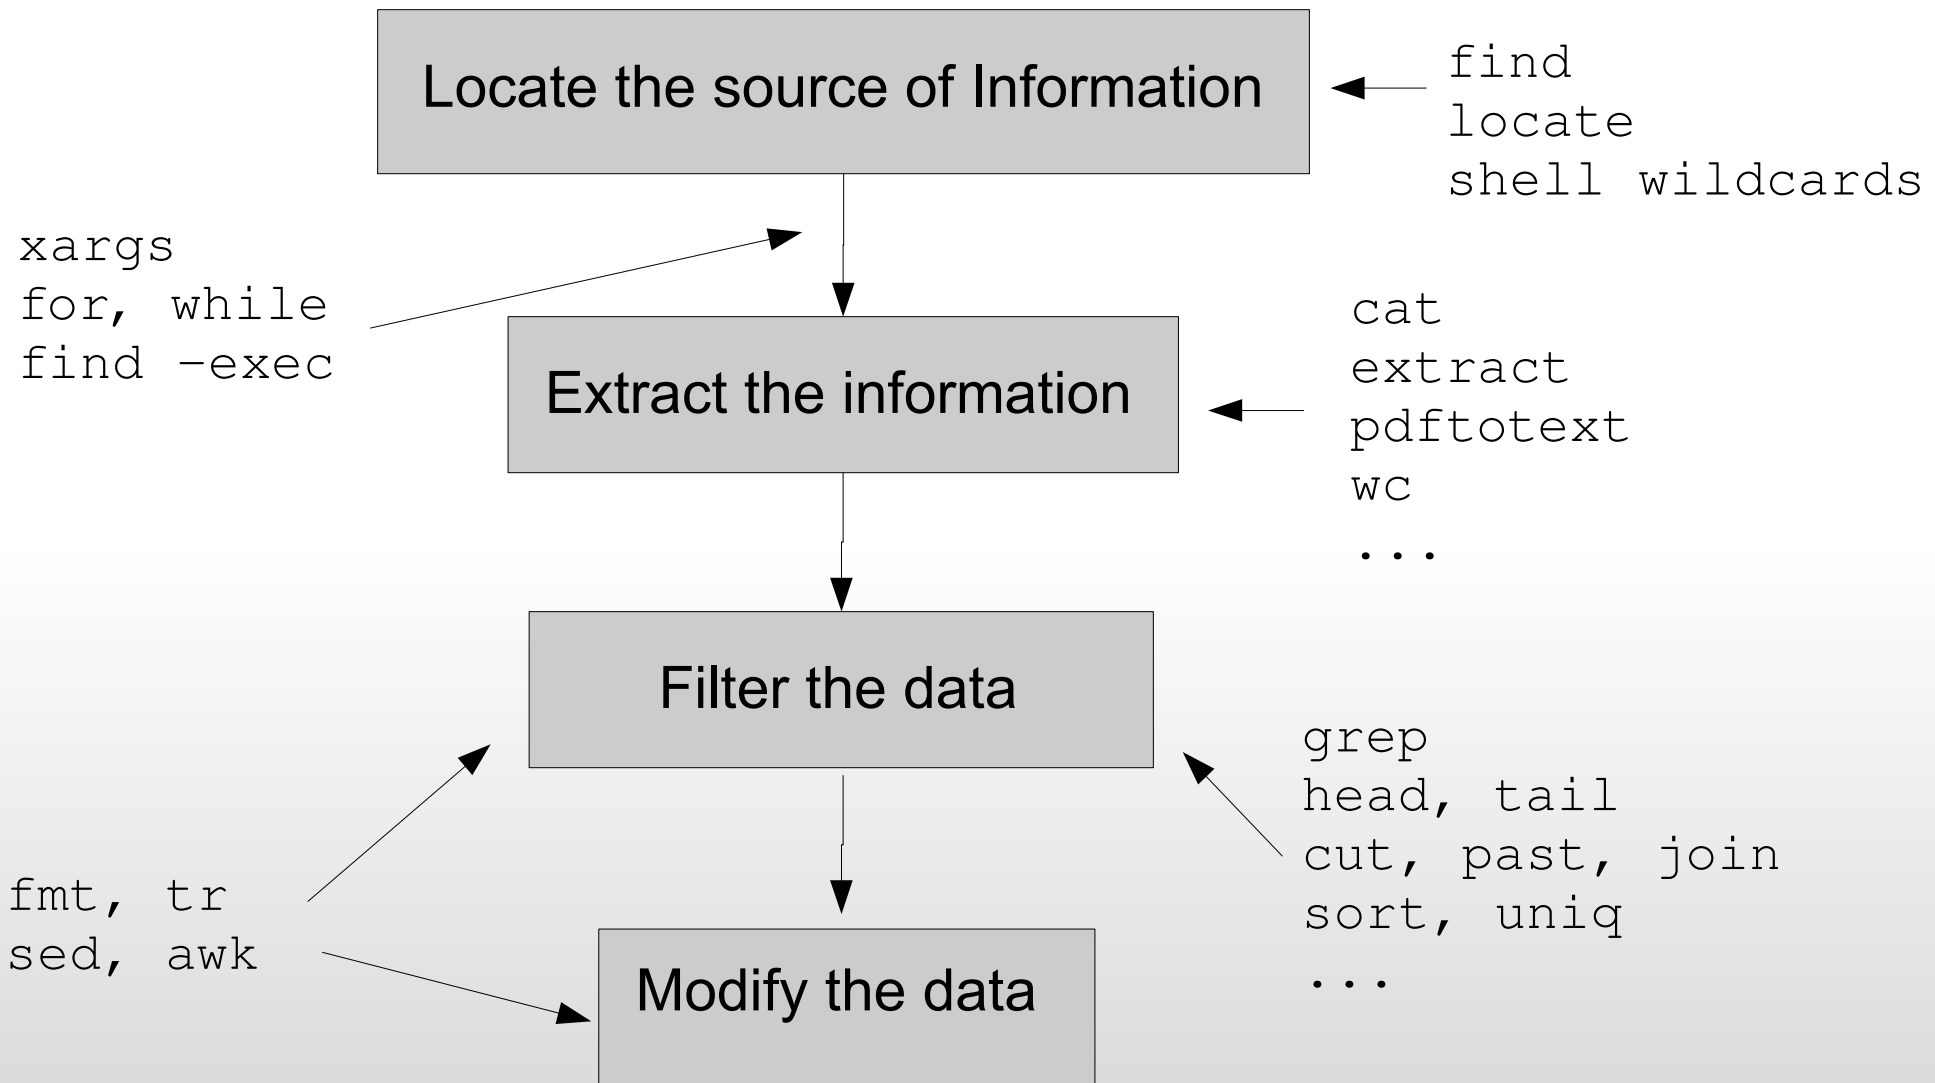 Locate the source of Information
find
locate
shell wildcards
xargs
for, while
find -exec
Extract the information
cat
extract
pdftotext
wc
...
Filter the data
grep
head, tail
cut, past, join
sort, uniq
...
fmt, tr
sed, awk
Modify the data